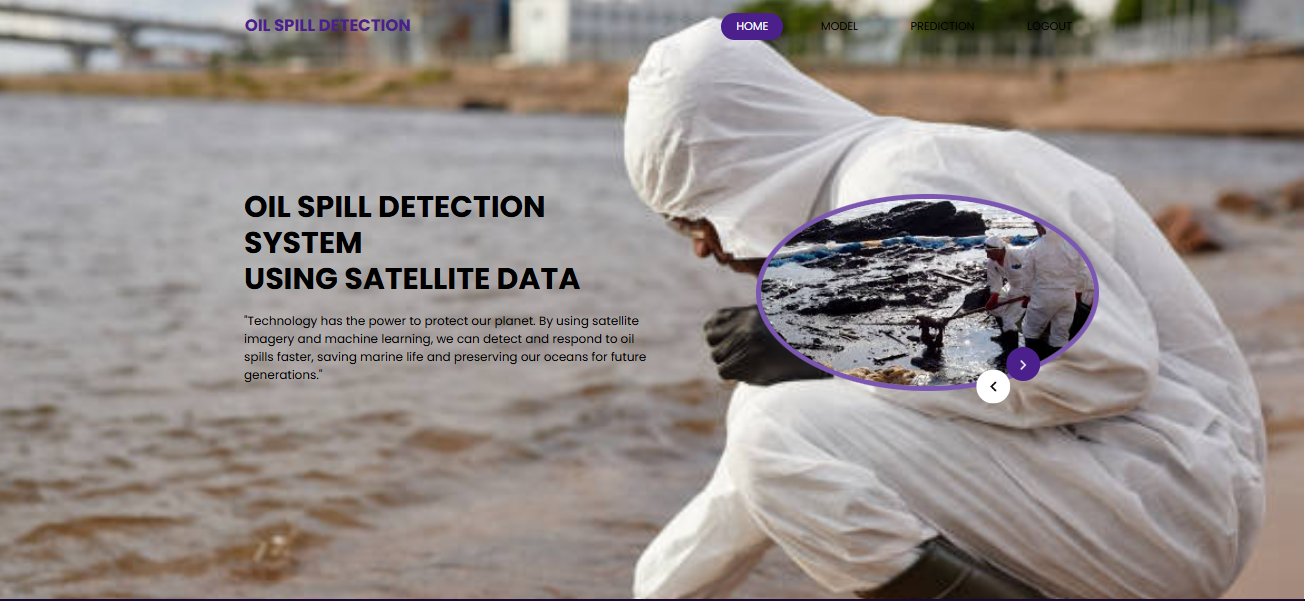 OIL SPILL DETECTION
HOME MODEL PREDICTION LOGOUT
OIL SPILL DETECTION
SYSTEM
USING SATELLITE DATA
"Technology has the power to protect our planet. By using satellite
imagery and machine learning, we can detect and respond to oil
spills faster, saving marine life and preserving our oceans for future
generations."